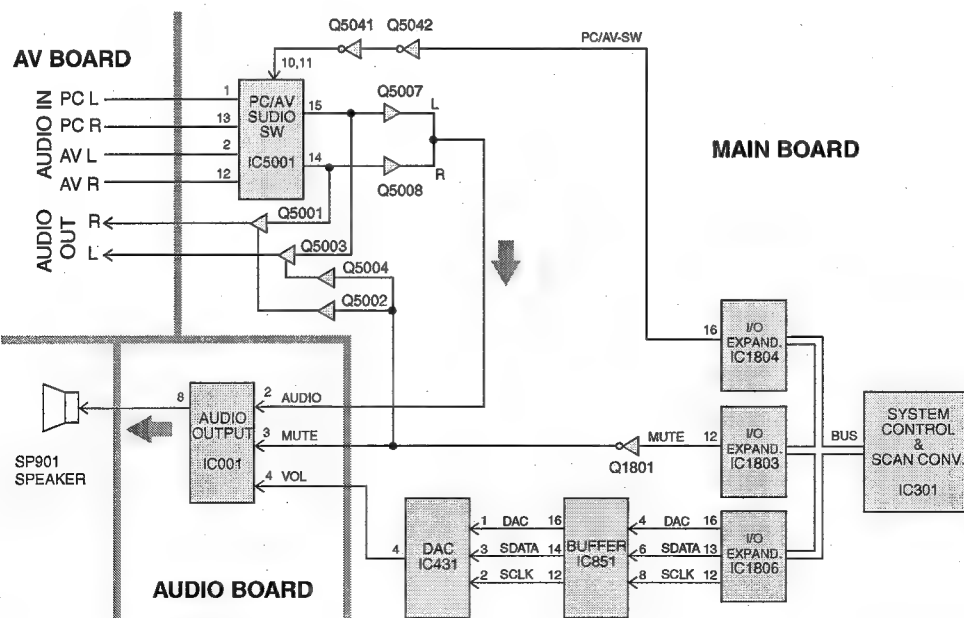 Q5041 Q5042
PC/AV-SW
AV BOARD
10,11
AUDIO IN
PC L
1
PC R
13
AV L
2
AV R
12
PC/AV
SUDIO
SW
IC5001
15
14
Q5007
L
R
Q5008
MAIN BOARD
AUDIO OUT
R
L
Q5001
Q5003
Q5004
Q5002
16
I/O
EXPAND.
IC1804
SP901
SPEAKER
8
AUDIO
OUTPUT
IC001
2 AUDIO
3 MUTE
4 VOL
MUTE 12
Q1801
I/O
EXPAND.
IC1803
BUS
SYSTEM
CONTROL
&
SCAN CONV.
IC301
4
DAC
IC431
1 DAC 16
3 SDATA 14
2 SCLK 12
BUFFER
IC851
4 DAC 16
6 SDATA 13
8 SCLK 12
I/O
EXPAND.
IC1806
AUDIO BOARD